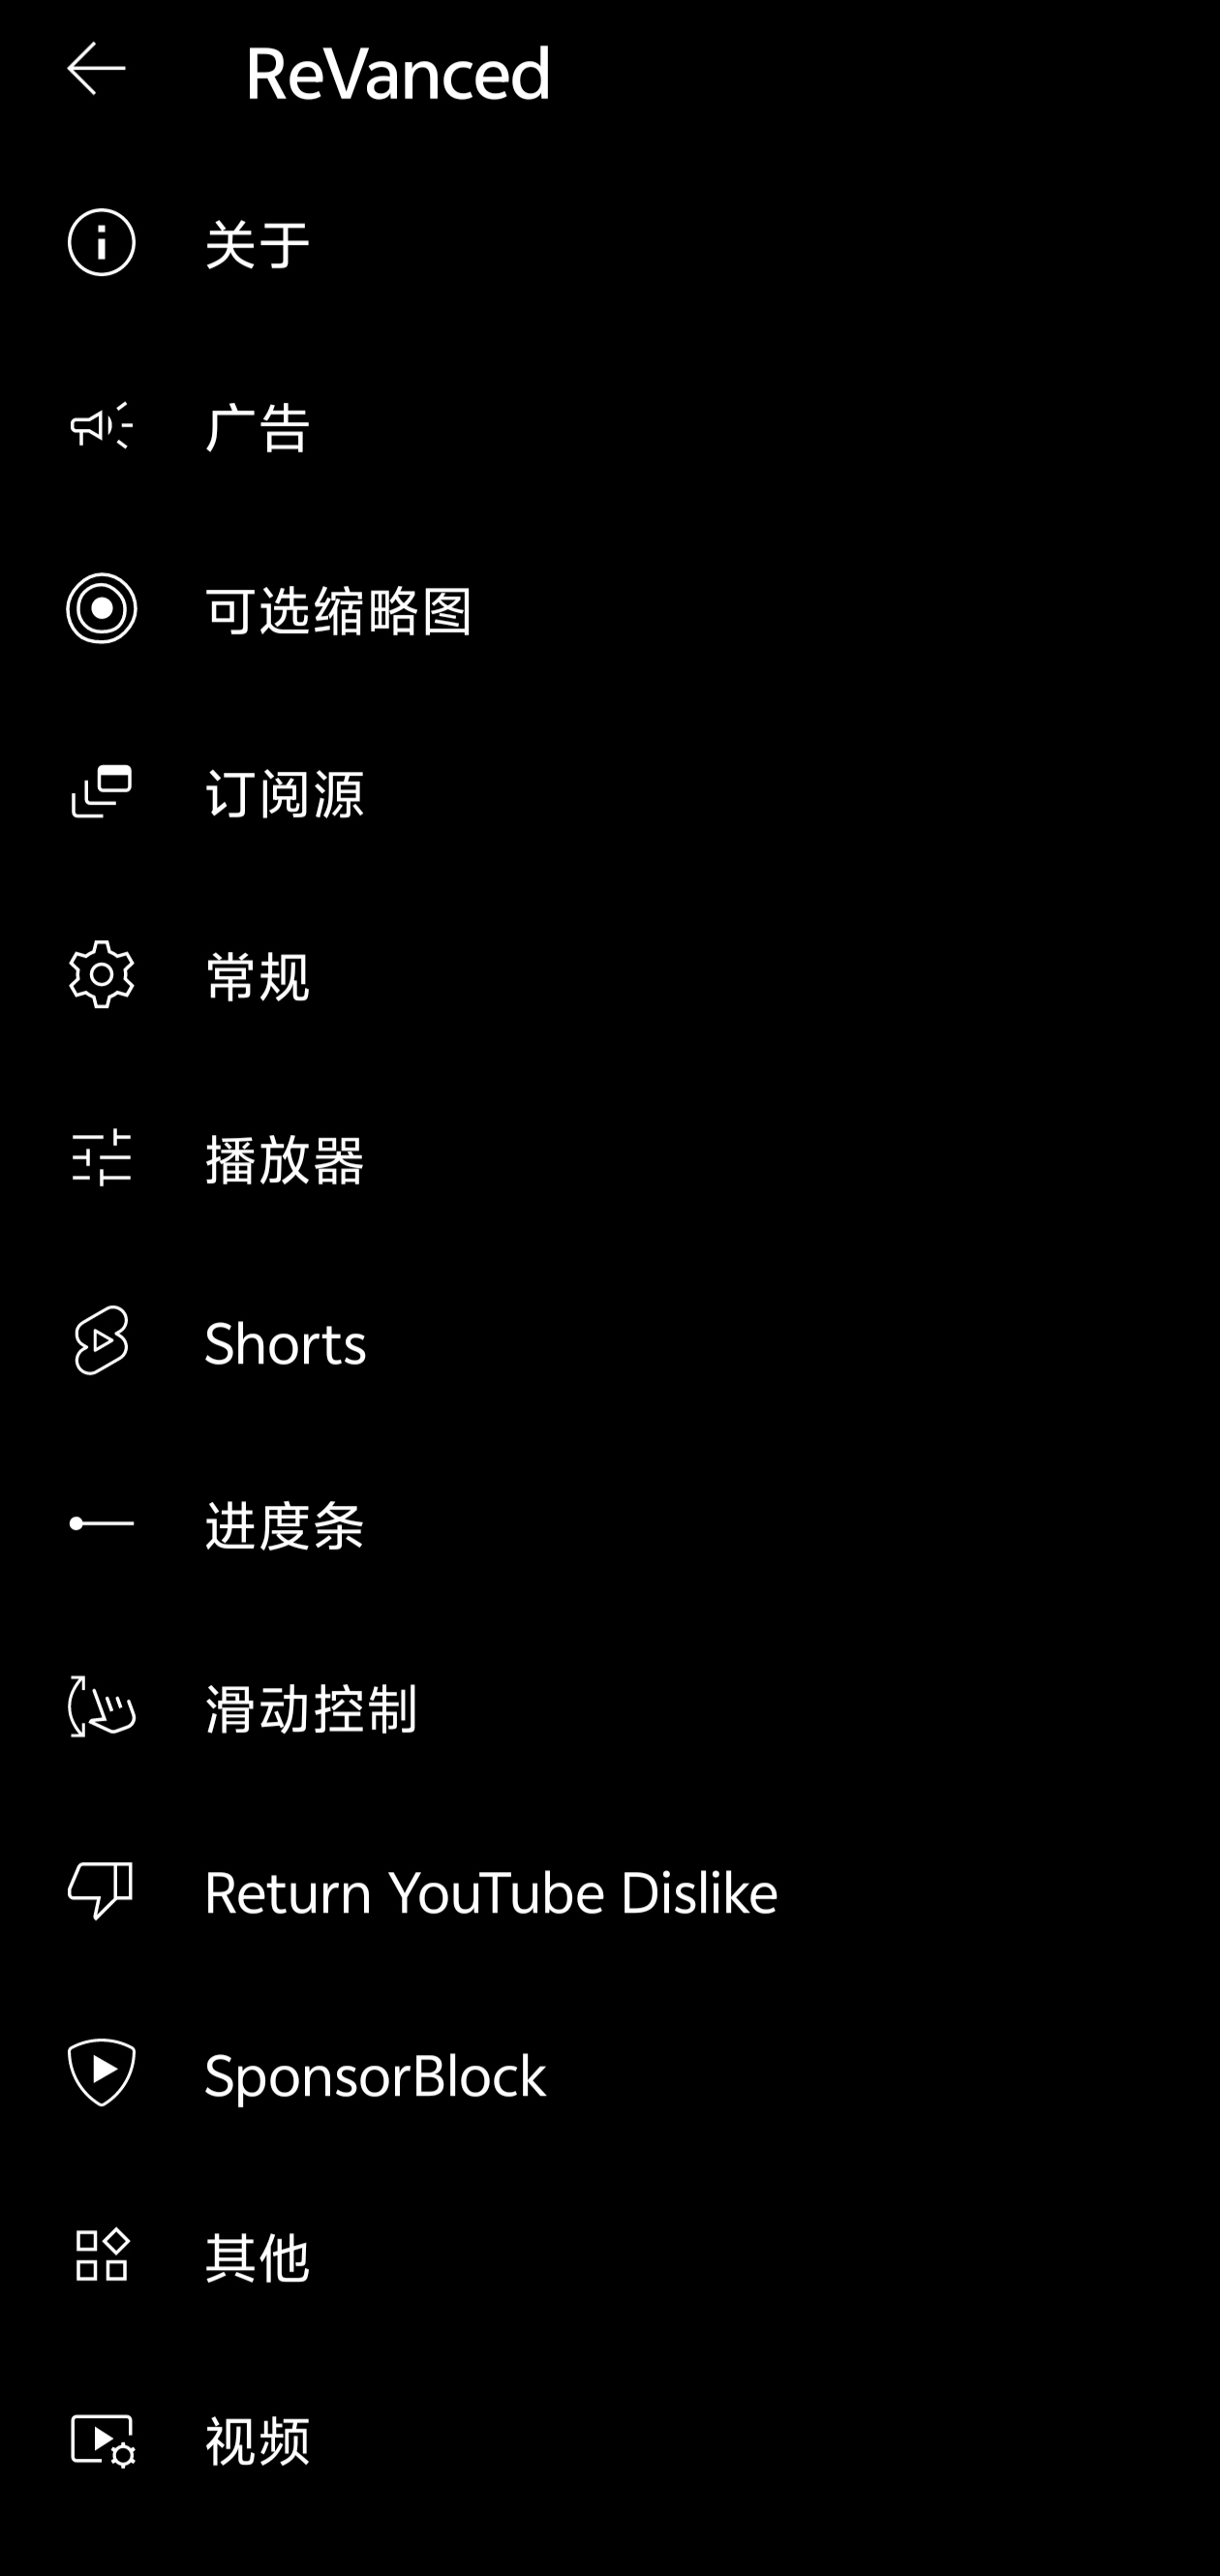 ReVanced
关于
广告
可选缩略图
订阅源
常规
播放器
Shorts
进度条
滑动控制
Return YouTube Dislike
SponsorBlock
其他
视频